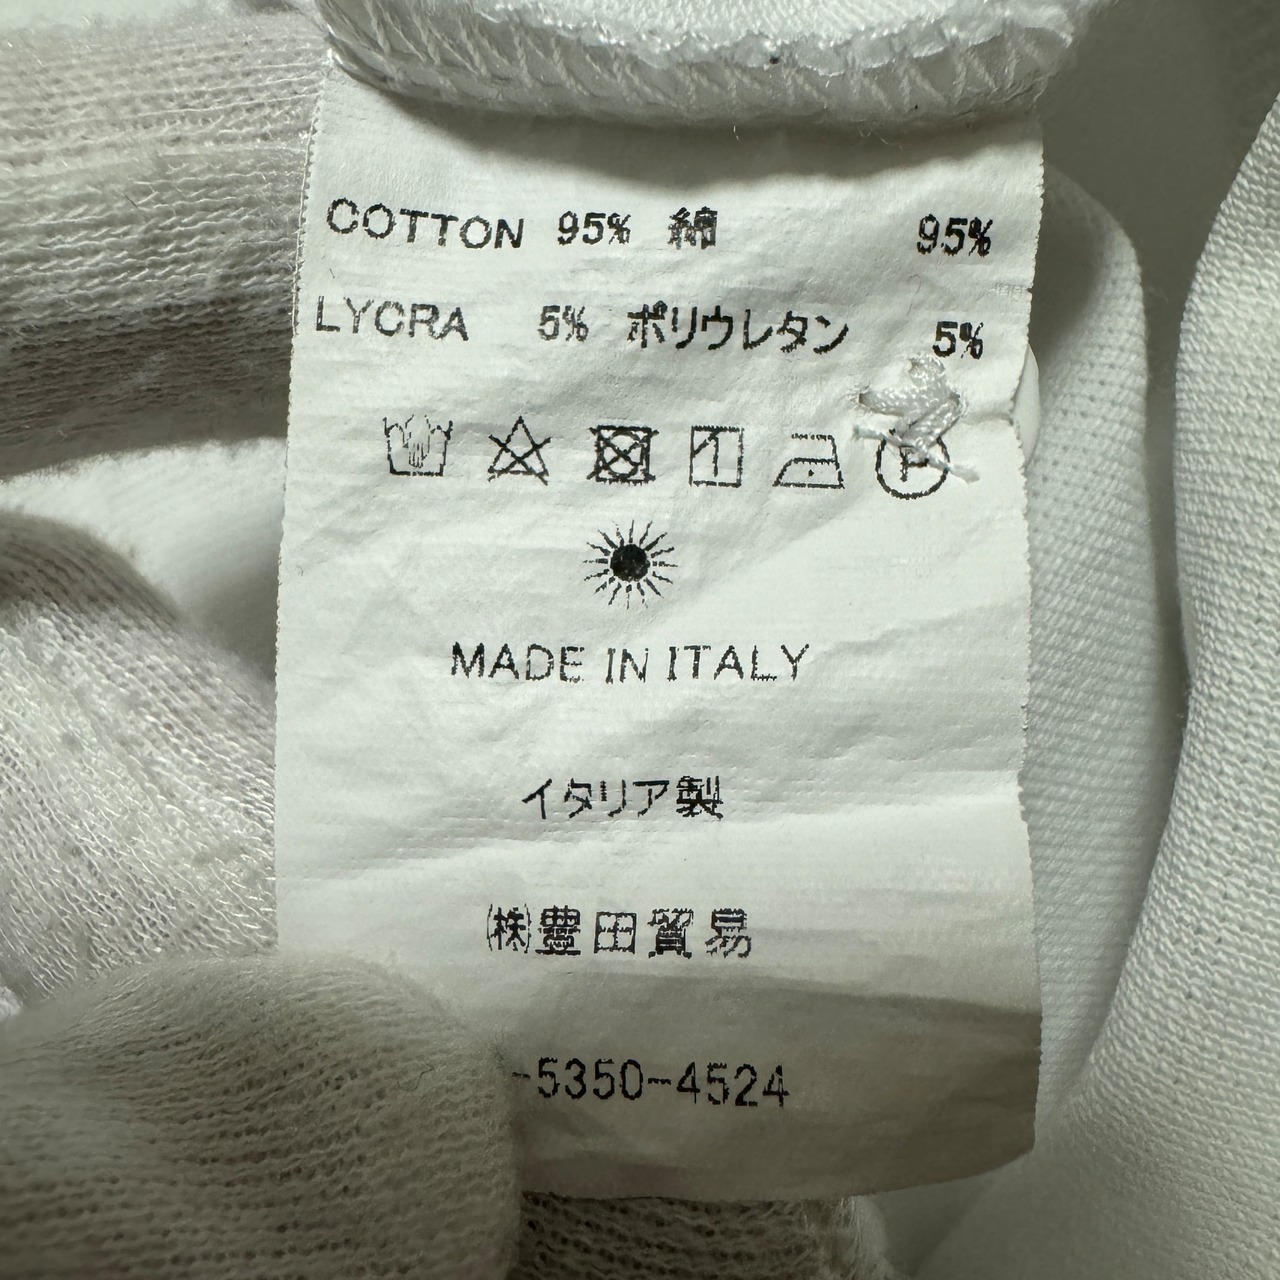 COTTON 95% 綿 95%
LYCRA 5% ポリウレタン 5%
P
MADE IN ITALY
イタリア製
㈱豊田貿易
-5350-4524